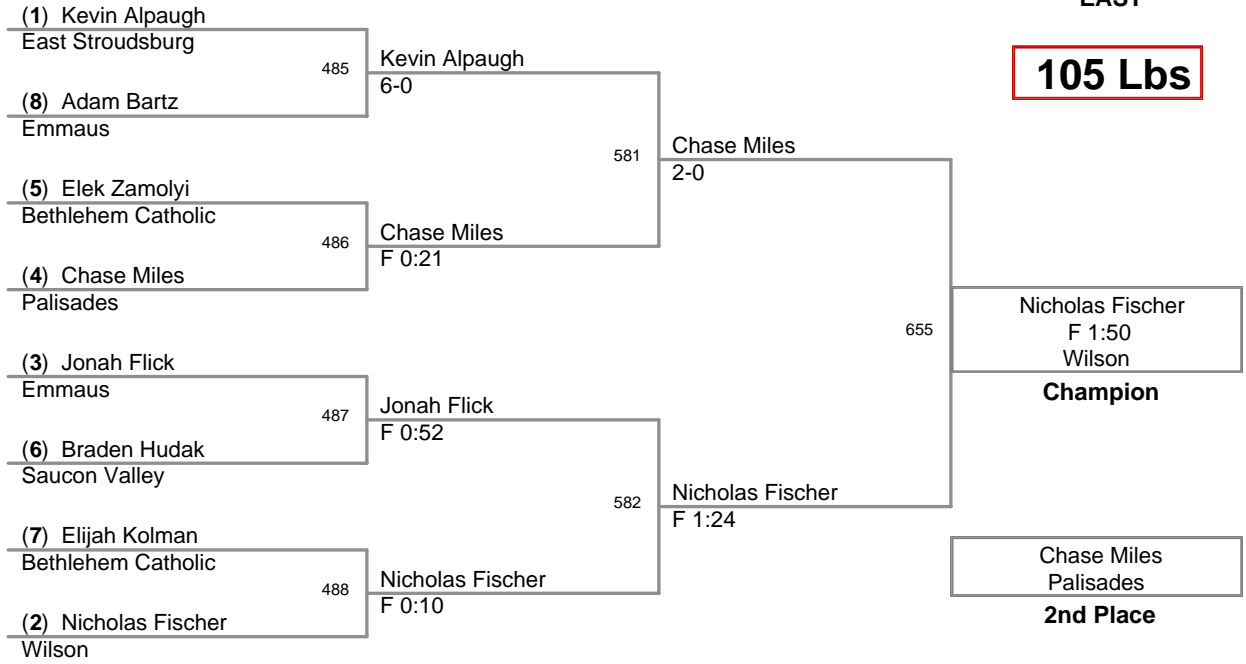 EAST
105 Lbs
(1) Kevin Alpaugh
East Stroudsburg
485
(8) Adam Bartz
Emmaus
Kevin Alpaugh
6-0
(5) Elek Zamolyi
Bethlehem Catholic
486
(4) Chase Miles
Palisades
Chase Miles
F 0:21
581
Chase Miles
2-0
(3) Jonah Flick
Emmaus
487
(6) Braden Hudak
Saucon Valley
Jonah Flick
F 0:52
(7) Elijah Kolman
Bethlehem Catholic
488
(2) Nicholas Fischer
Wilson
Nicholas Fischer
F 0:10
582
Nicholas Fischer
F 1:24
655
Nicholas Fischer
F 1:50
Wilson
Champion
Chase Miles
Palisades
2nd Place